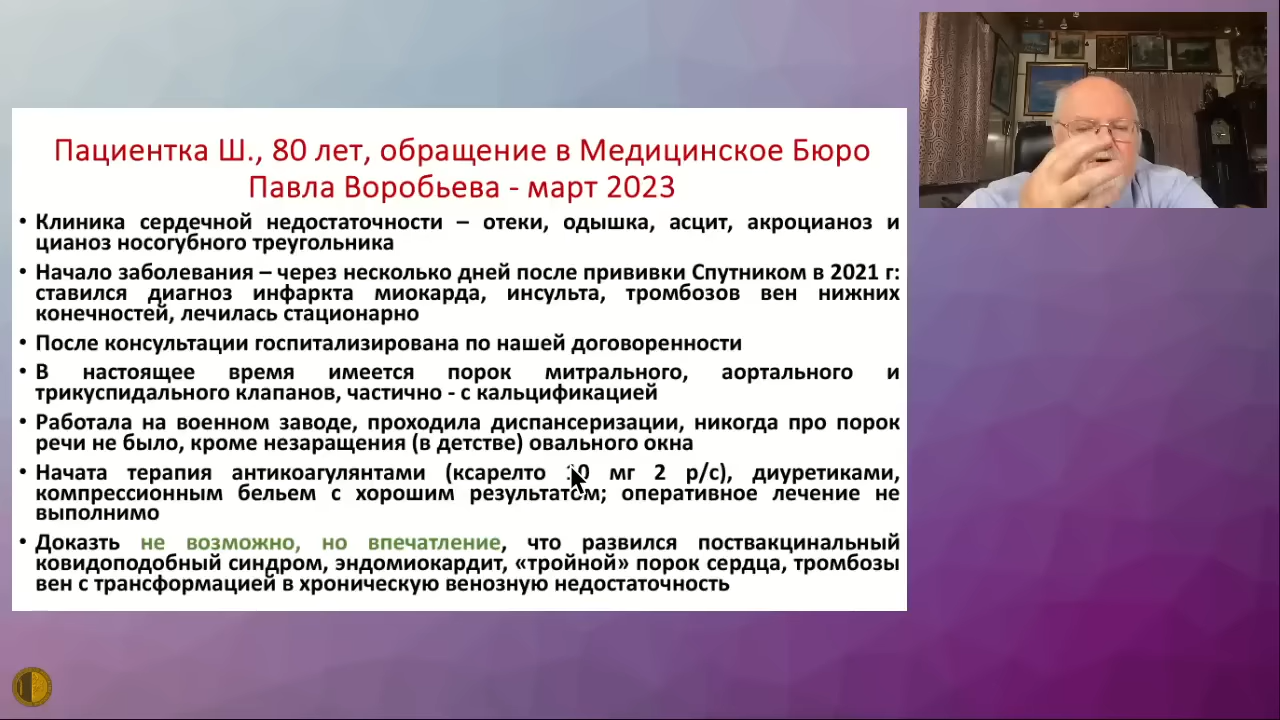 Пациентка Ш., 80 лет, обращение в Медицинское Бюро
Павла Воробьева - март 2023
• Клиника сердечной недостаточности – отеки, одышка, асцит, акроцианоз и
цианоз носогубного треугольника
• Начало заболевания – через несколько дней после прививки Спутником в 2021 г:
ставился диагноз инфаркта миокарда, инсульта, тромбозов вен нижних
конечностей, лечилась стационарно
• После консультации госпитализирована по нашей договоренности
• В настоящее время имеется порок митрального, аортального и
трикуспидального клапанов, частично - с кальцификацией
• Работала на военном заводе, проходила диспансеризации, никогда про порок
речи не было, кроме незаращения (в детстве) овального окна
• Начата терапия антикоагулянтами (ксарелто мг 2 р/с), диуретиками,
компрессионным бельем с хорошим результатом; оперативное лечение не
выполнимо
• Доказть не возможно, но впечатление, что развился поствакцинальный
ковидоподобный синдром, эндомиокардит, «тройной» порок сердца, тромбозы
вен с трансформацией в хроническую венозную недостаточность